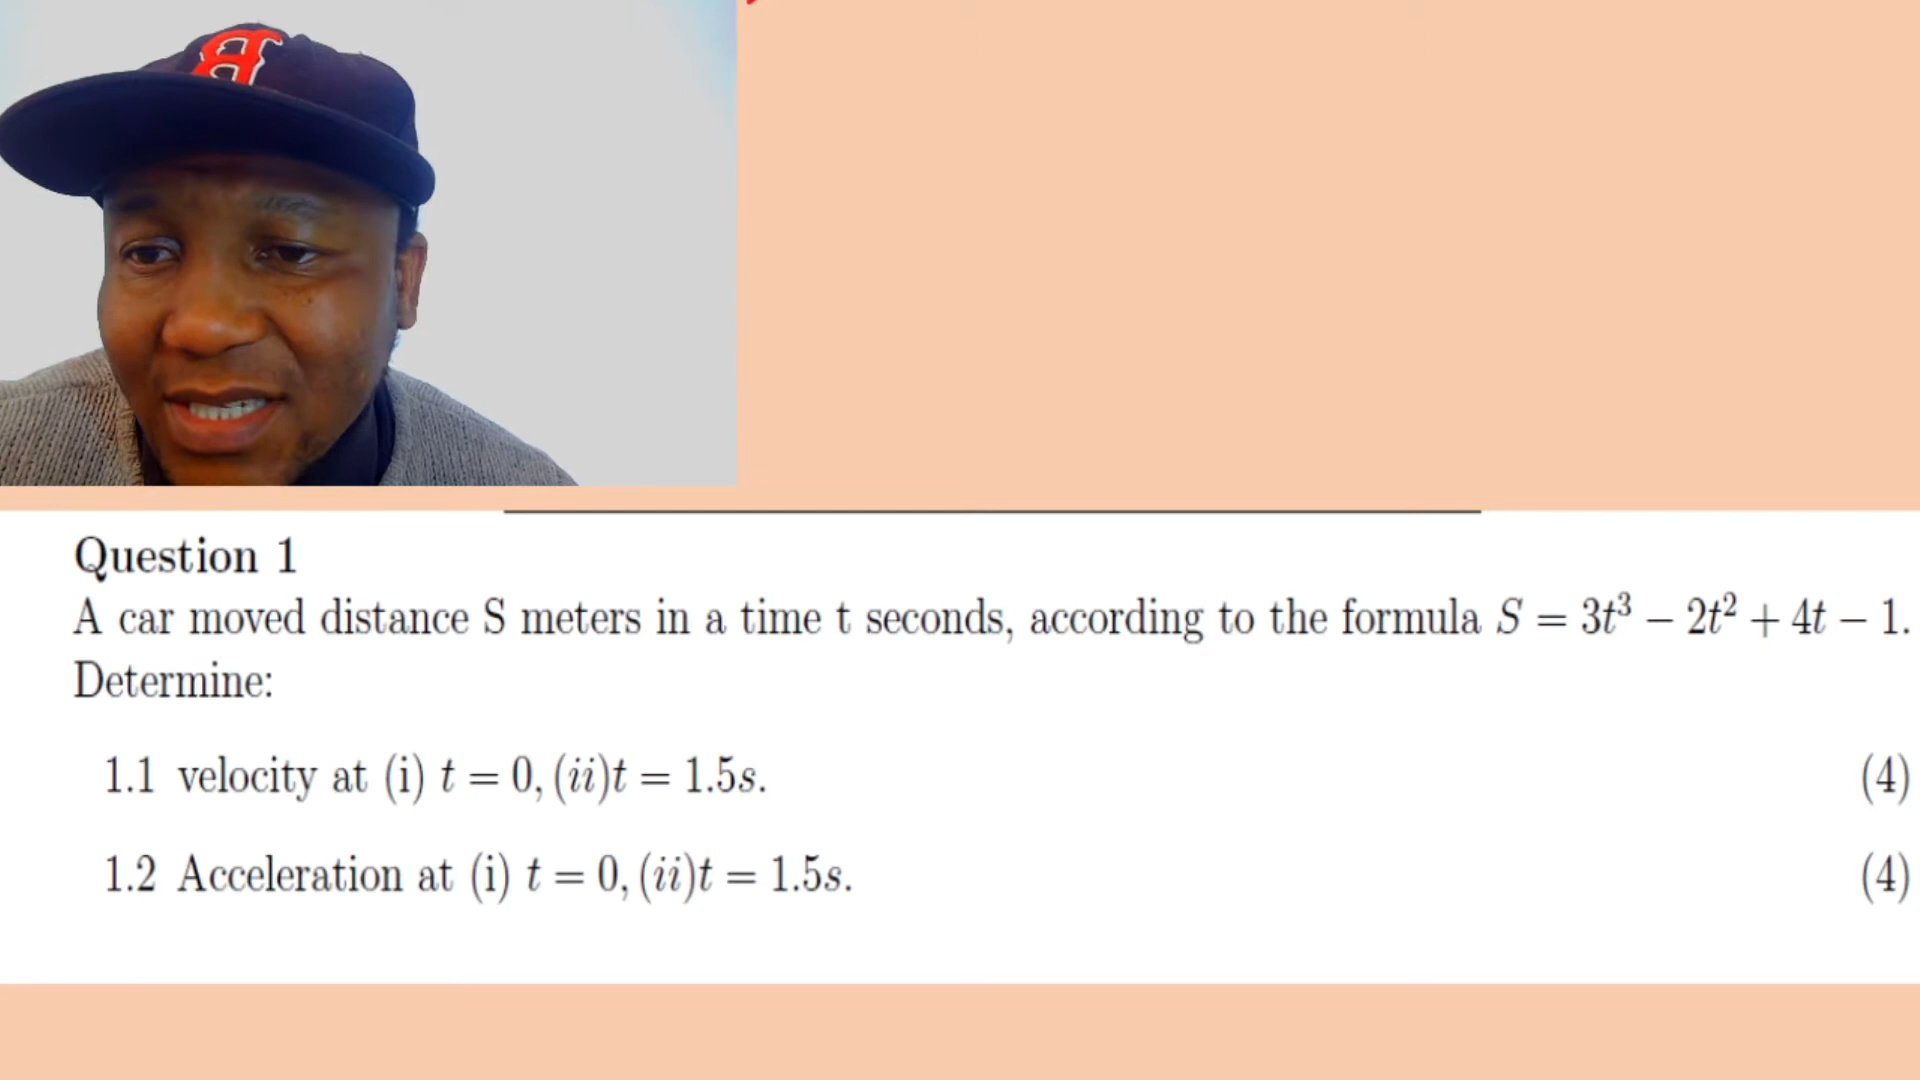 B
Question 1
A car moved distance S meters in a time t seconds, according to the formula S = 3t³ − 2t² + 4t − 1.
Determine:
1.1 velocity at (i) t = 0, (ii)t = 1.5s. (4)
1.2 Acceleration at (i) t = 0, (ii)t = 1.5s. (4)